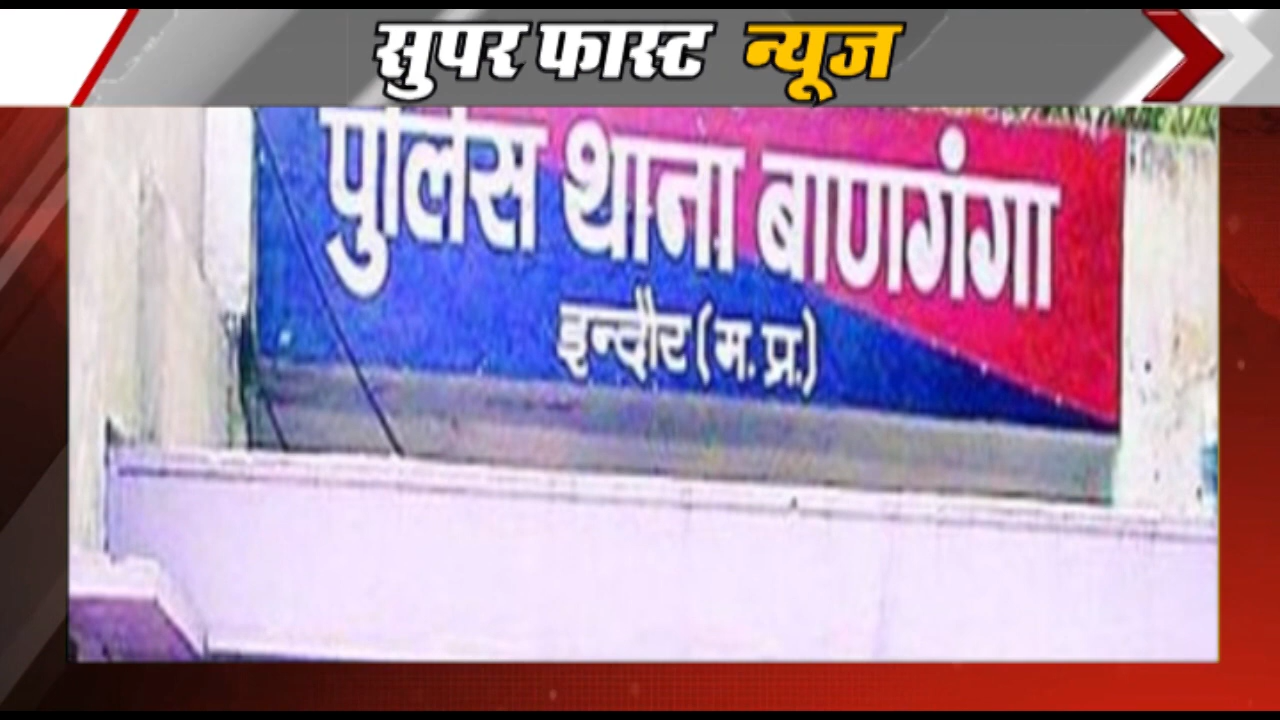 सुपर फास्ट न्यूज
पुलिस थाना बाणगंगा
इन्दौर (म. प्र.)